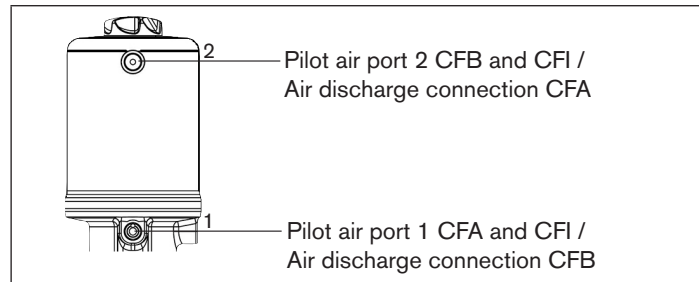 2
Pilot air port 2 CFB and CFI /
Air discharge connection CFA
1
Pilot air port 1 CFA and CFI /
Air discharge connection CFB